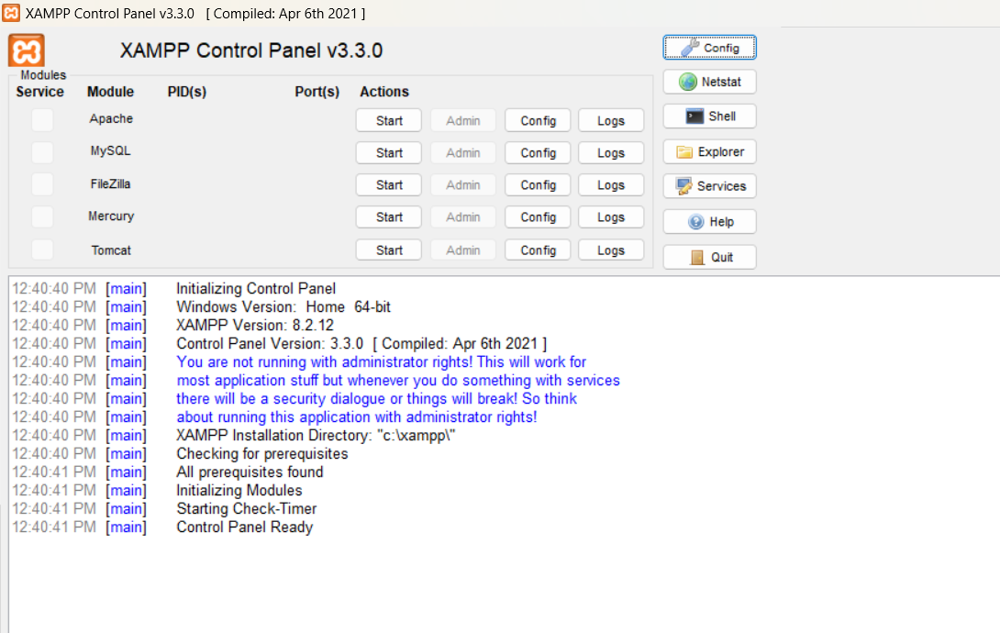 XAMPP Control Panel v3.3.0 [ Compiled: Apr 6th 2021 ]
XAMPP Control Panel v3.3.0
Config
Modules
Service Module PID(s) Port(s) Actions
Netstat
Apache Start Admin Config Logs
Shell
MySQL Start Admin Config Logs
Explorer
FileZilla Start Admin Config Logs
Services
Mercury Start Admin Config Logs
Help
Tomcat Start Admin Config Logs
Quit
12:40:40 PM [main] Initializing Control Panel
12:40:40 PM [main] Windows Version: Home 64-bit
12:40:40 PM [main] XAMPP Version: 8.2.12
12:40:40 PM [main] Control Panel Version: 3.3.0 [ Compiled: Apr 6th 2021 ]
12:40:40 PM [main] You are not running with administrator rights! This will work for
12:40:40 PM [main] most application stuff but whenever you do something with services
12:40:40 PM [main] there will be a security dialogue or things will break! So think
12:40:40 PM [main] about running this application with administrator rights!
12:40:40 PM [main] XAMPP Installation Directory: "c:\xampp\"
12:40:40 PM [main] Checking for prerequisites
12:40:41 PM [main] All prerequisites found
12:40:41 PM [main] Initializing Modules
12:40:41 PM [main] Starting Check-Timer
12:40:41 PM [main] Control Panel Ready